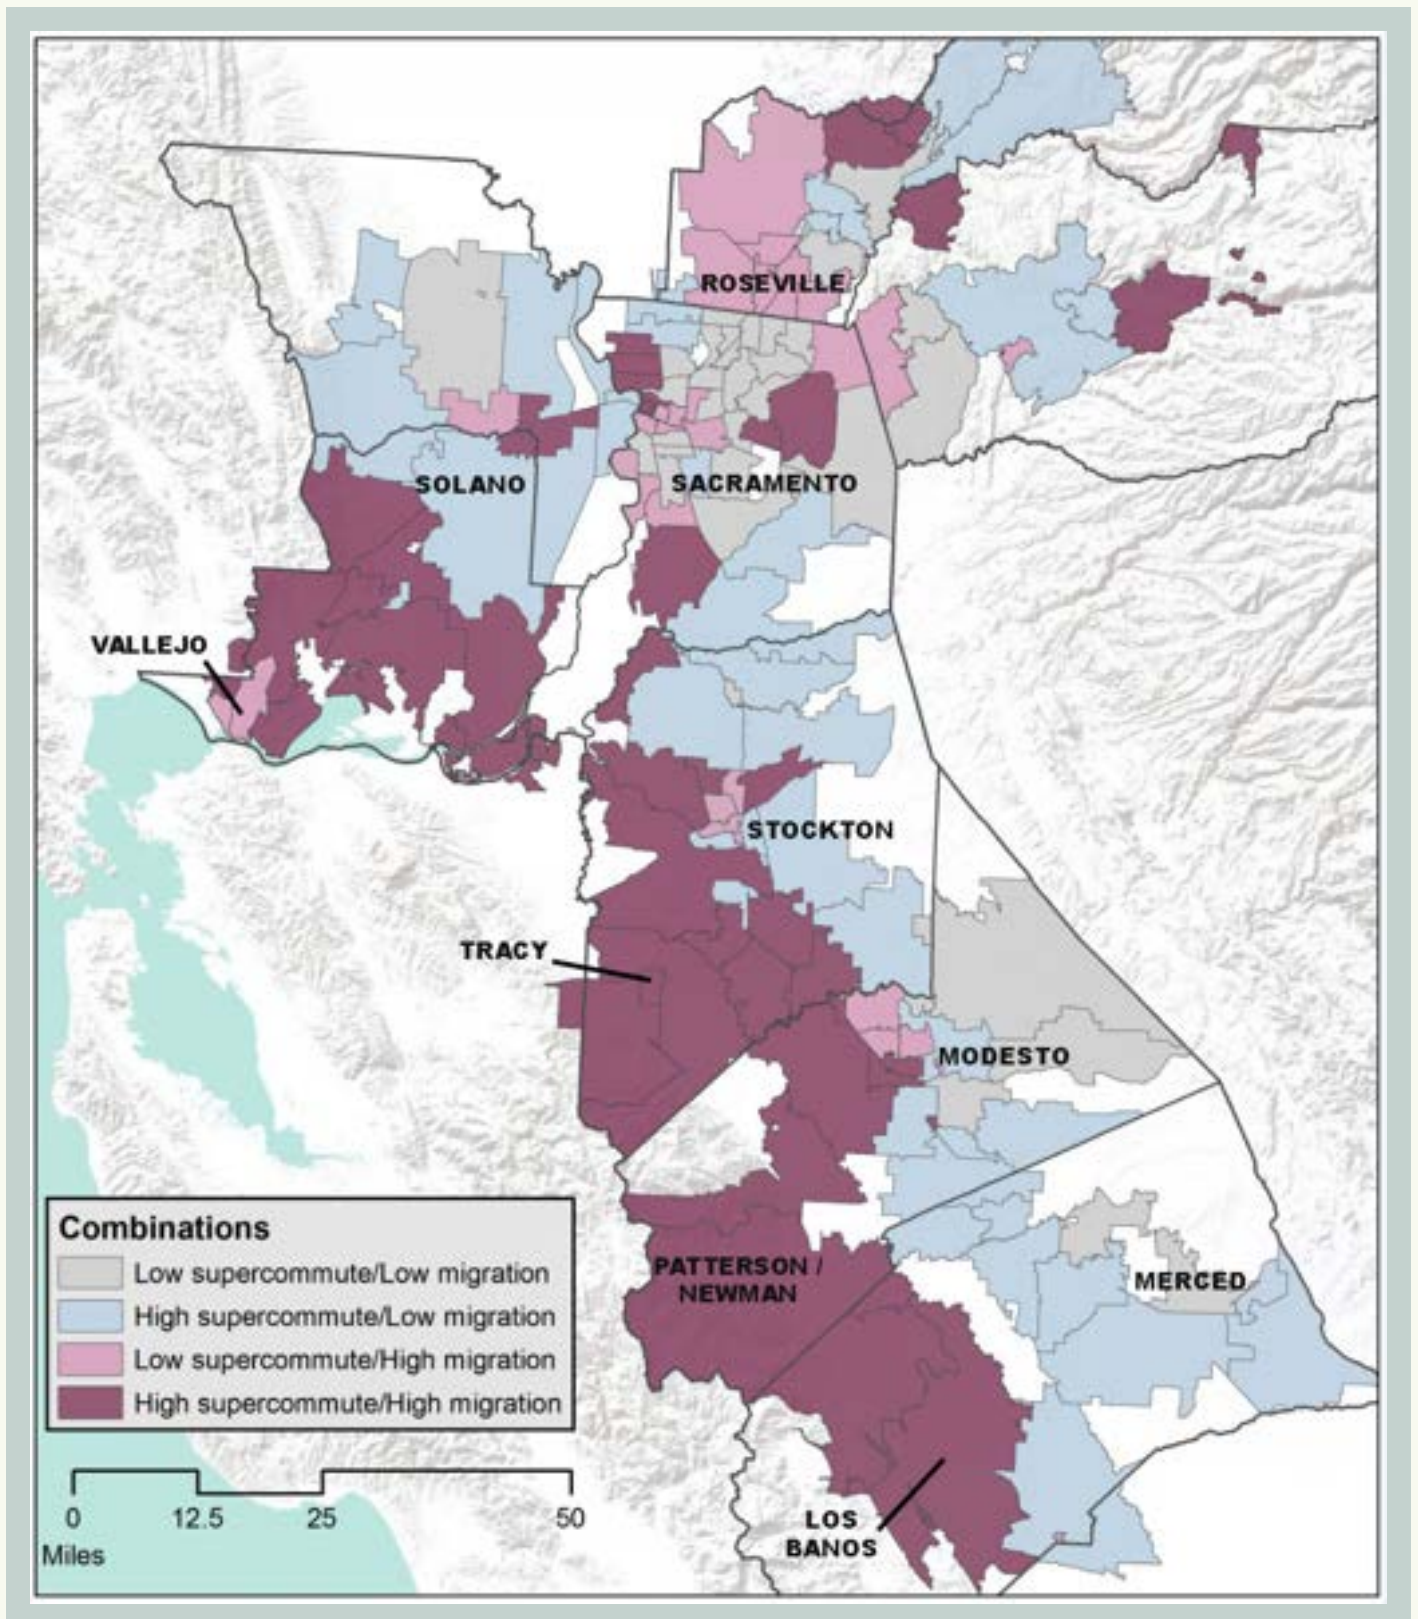 ROSEVILLE
SOLANO
SACRAMENTO
VALLEJO
STOCKTON
TRACY
MODESTO
PATTERSON /
NEWMAN
MERCED
LOS
BANOS
Combinations
Low supercommute/Low migration
High supercommute/Low migration
Low supercommute/High migration
High supercommute/High migration
0 12.5 25 50
Miles